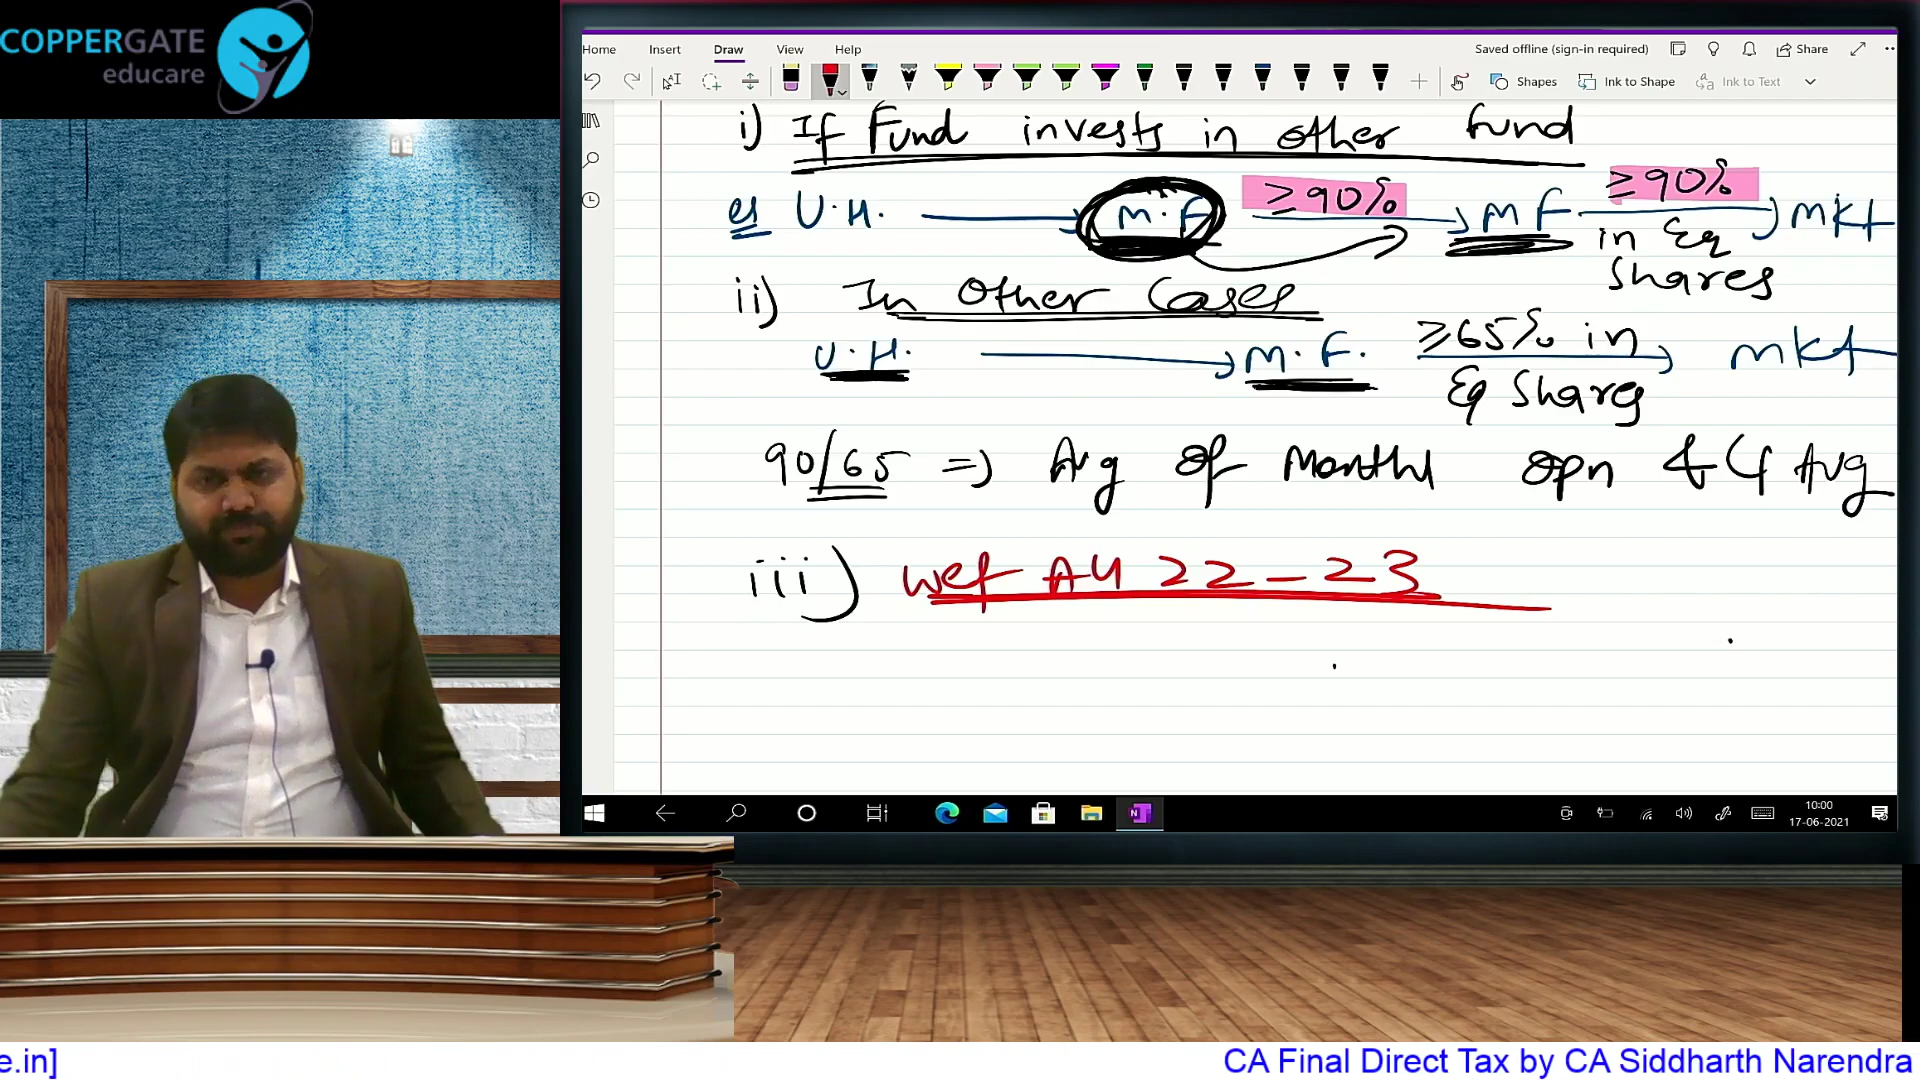 COPPERGATE
educare
Home Insert Draw View Help Saved offline (sign-in required) Share
Shapes Ink to Shape Ink to Text
i) If Fund invests in other fund
eg U.H. M.F ≥90% MF ≥90% Mkt
in Eq
Shares
ii) In Other Cases
U.H. M.F. ≥65% in Mkt
Eq Shares
90/65 => Avg of Monthl opn & Cl Avg
iii) wef AY 22-23
10:00
17-06-2021
e.in] CA Final Direct Tax by CA Siddharth Narendra